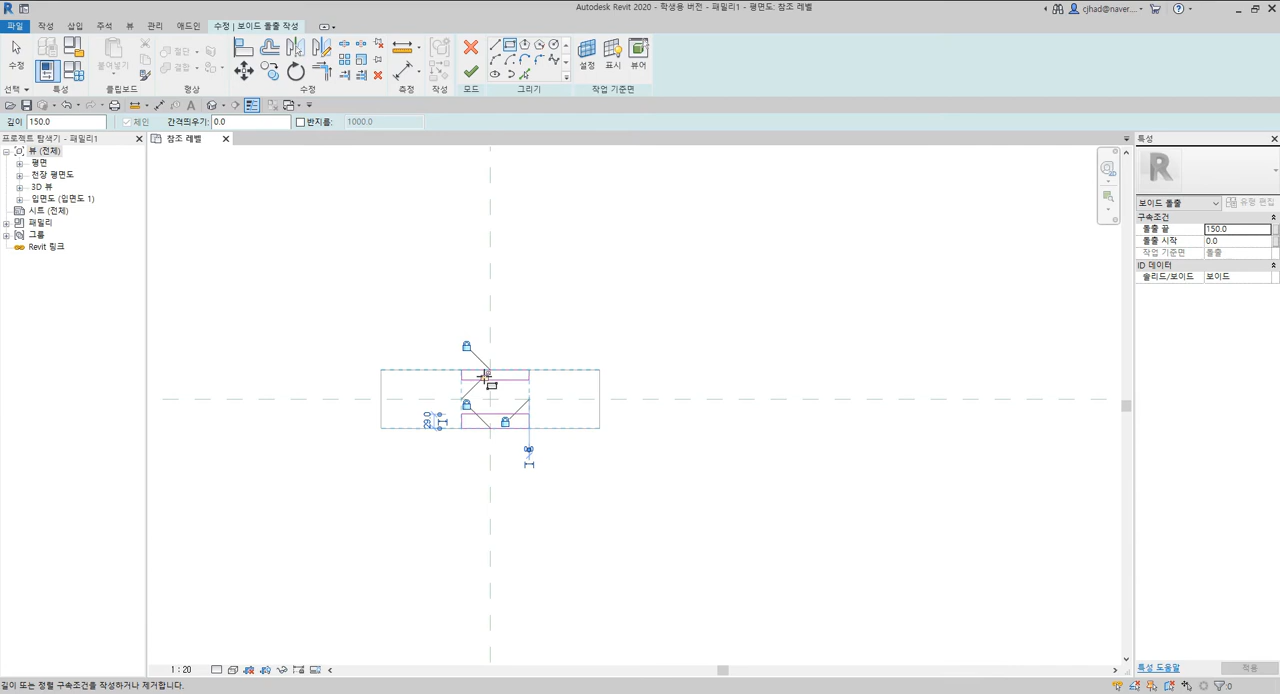 Autodesk Revit 2020 - 학생용 버전 - 패밀리1 - 평면도: 참조 레벨
cjhad@naver....
파일 작성 삽입 주석 뷰 관리 애드인 수정 | 보이드 돌출 작성
수정 붙여넣기 절단 결합 작성 설정 표시 뷰어
선택 특성 클립보드 형상 수정 측정 작성 모드 그리기 작업 기준면
깊이 150.0 체인 간격띄우기: 0.0 반지름: 1000.0
프로젝트 탐색기 - 패밀리1
참조 레벨
특성
뷰 (전체)
평면
천장 평면도
3D 뷰
입면도 (입면도 1)
시트 (전체)
패밀리
그룹
Revit 링크
보이드 돌출 유형 편집
구속조건
돌출 끝 150.0
돌출 시작 0.0
작업 기준면 돌출
ID 데이터
솔리드/보이드 보이드
29.0
1 : 20
특성 도움말 적용
길이 또는 정렬 구속조건을 작성하거나 제거합니다.
:0